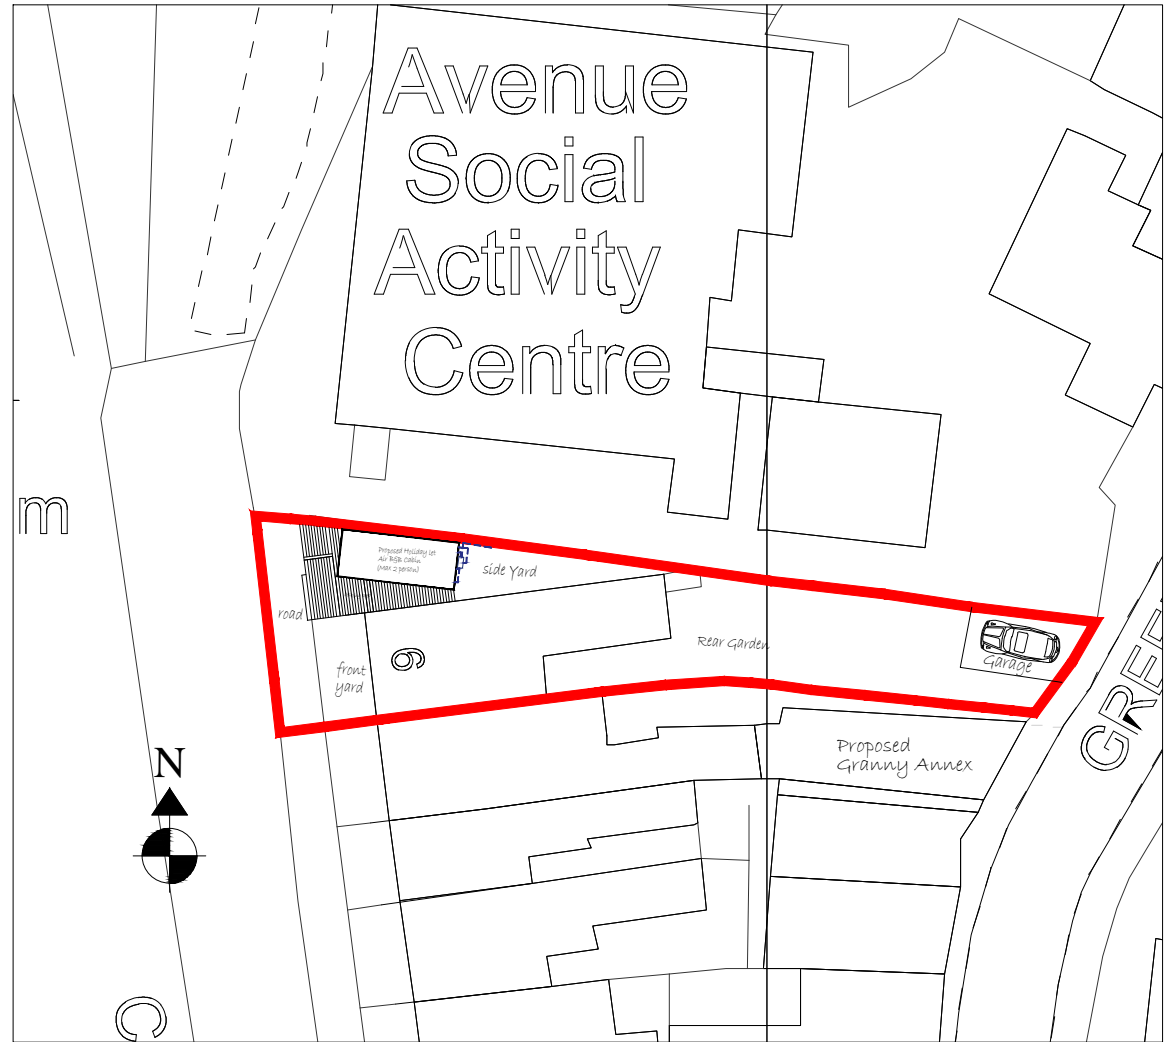 Avenue
Social
Activity
Centre
m
Proposed Holiday let
Air B&B Cabin
(Max 2 person)
side Yard
road
front
yard
Rear Garden
Garage
GREE
Proposed
Granny Annex
N
C